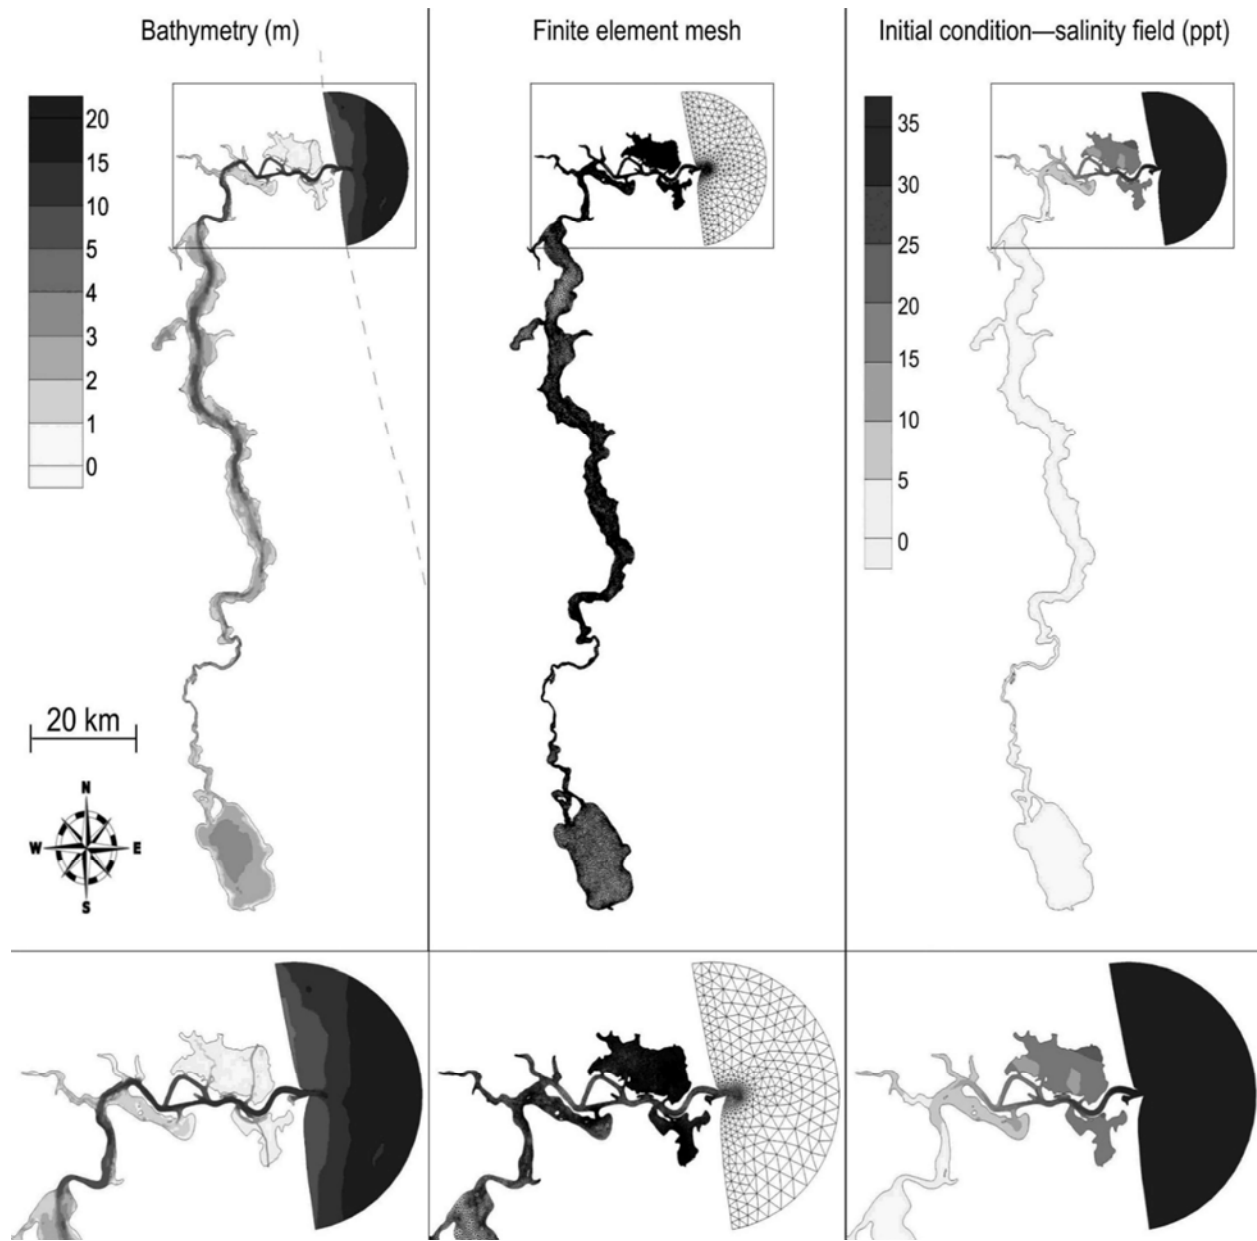 Bathymetry (m)
Finite element mesh
Initial condition—salinity field (ppt)
20
15
10
5
4
3
2
1
0
35
30
25
20
15
10
5
0
20 km
N
W
E
S